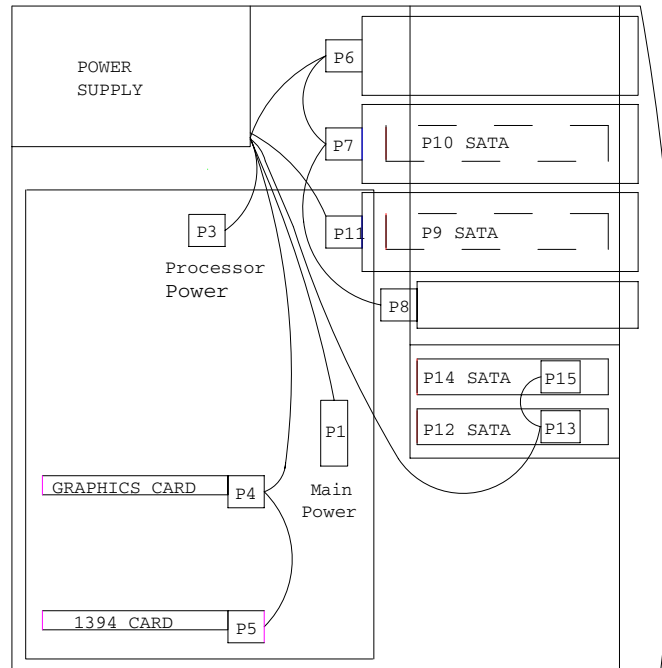 POWER
SUPPLY
P6
P7
P10 SATA
P3
P11
P9 SATA
Processor
Power
P8
P14 SATA
P15
P1
P12 SATA
P13
GRAPHICS CARD
P4
Main
Power
1394 CARD
P5